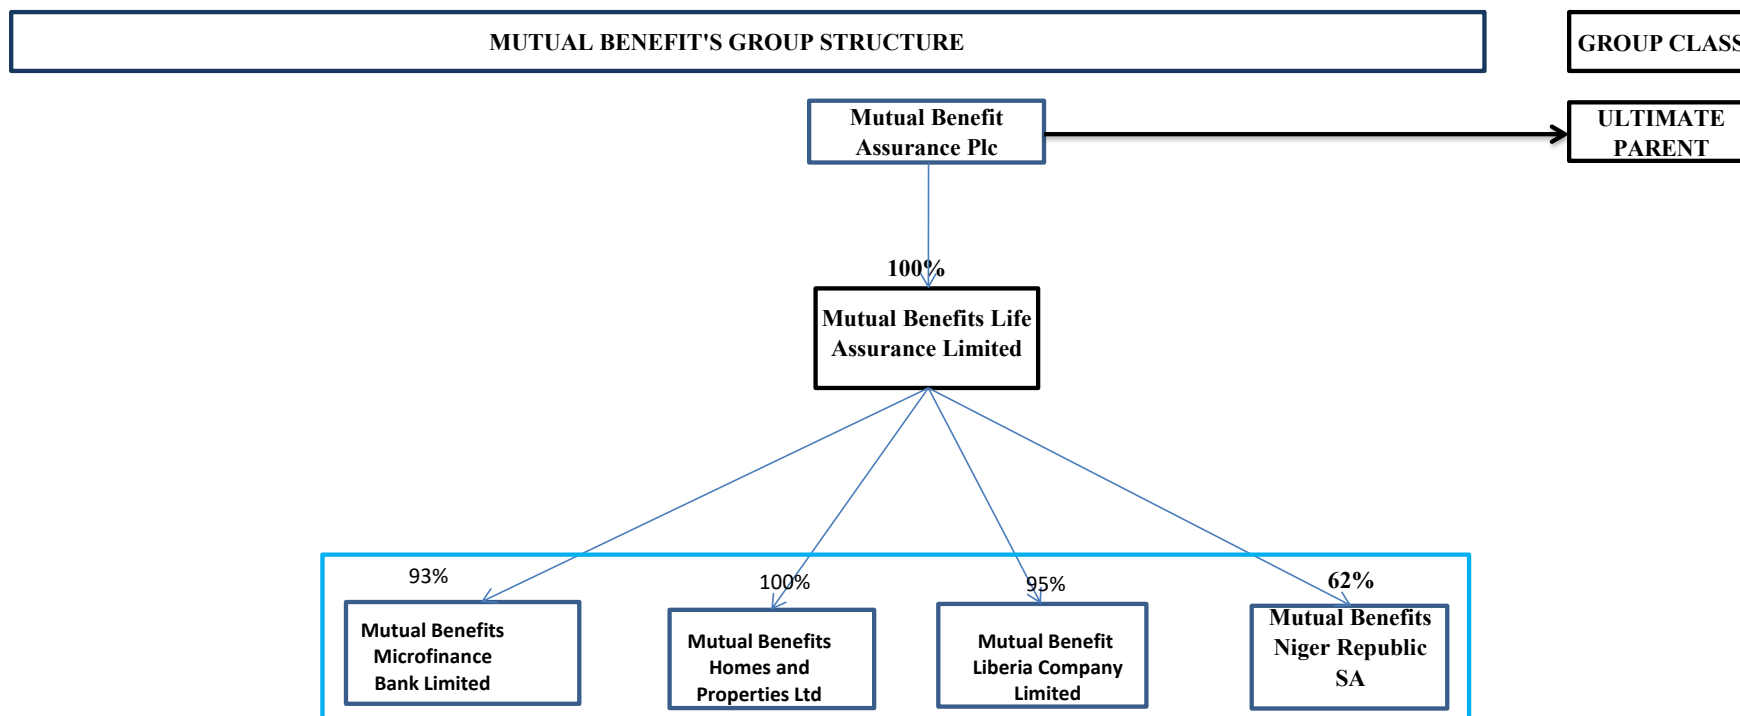 MUTUAL BENEFIT'S GROUP STRUCTURE
GROUP CLASS
Mutual Benefit
Assurance Plc
ULTIMATE
PARENT
100%
Mutual Benefits Life
Assurance Limited
93%
100%
95%
62%
Mutual Benefits
Microfinance
Bank Limited
Mutual Benefits
Homes and
Properties Ltd
Mutual Benefit
Liberia Company
Limited
Mutual Benefits
Niger Republic
SA